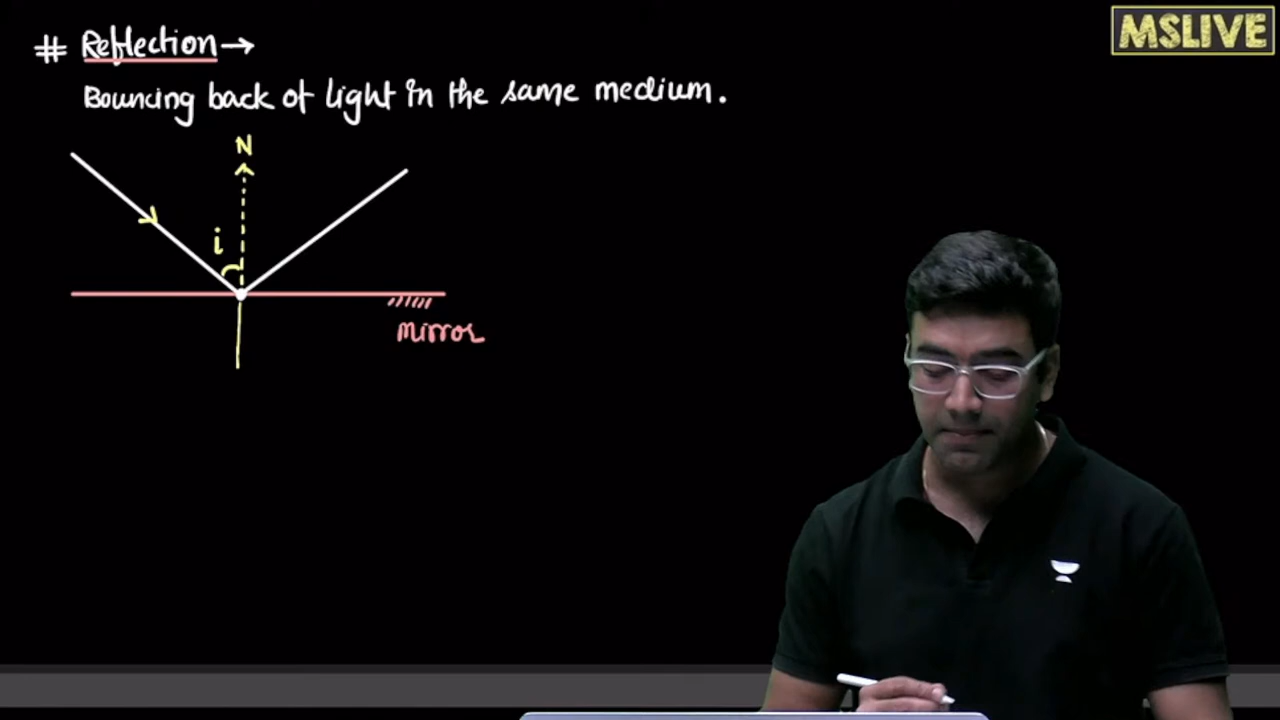 # Reflection →
MSLIVE
Bouncing back of light in the same medium.
N
i
mirror